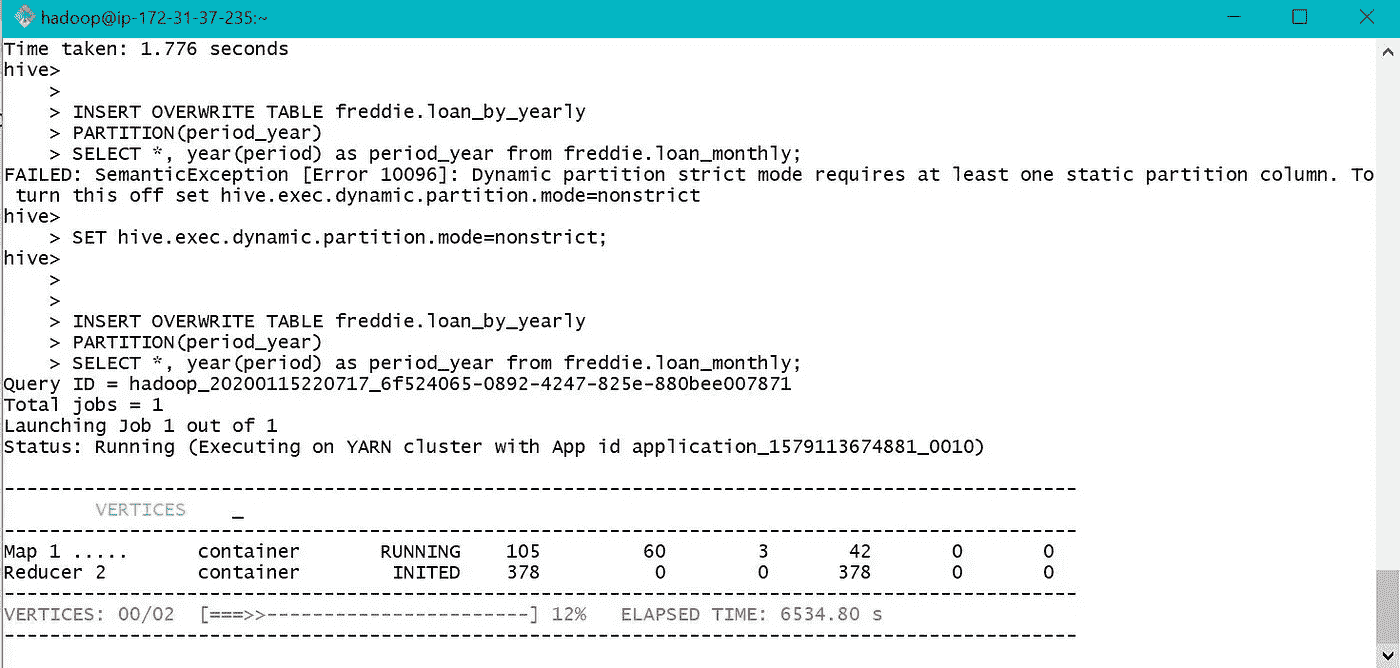 hadoop@ip-172-31-37-235:~
Time taken: 1.776 seconds
hive>
    >
    > INSERT OVERWRITE TABLE freddie.loan_by_yearly
    > PARTITION(period_year)
    > SELECT *, year(period) as period_year from freddie.loan_monthly;
FAILED: SemanticException [Error 10096]: Dynamic partition strict mode requires at least one static partition column. To
 turn this off set hive.exec.dynamic.partition.mode=nonstrict
hive>
    > SET hive.exec.dynamic.partition.mode=nonstrict;
hive>
    >
    >
    > INSERT OVERWRITE TABLE freddie.loan_by_yearly
    > PARTITION(period_year)
    > SELECT *, year(period) as period_year from freddie.loan_monthly;
Query ID = hadoop_20200115220717_6f524065-0892-4247-825e-880bee007871
Total jobs = 1
Launching Job 1 out of 1
Status: Running (Executing on YARN cluster with App id application_1579113674881_0010)
----------------------------------------------------------------------------------------------
        VERTICES    _
----------------------------------------------------------------------------------------------
Map 1 .....      container       RUNNING    105         60        3       42       0       0
Reducer 2        container        INITED    378          0        0      378       0       0
----------------------------------------------------------------------------------------------
VERTICES: 00/02  [===>>-----------------------] 12%   ELAPSED TIME: 6534.80 s
----------------------------------------------------------------------------------------------